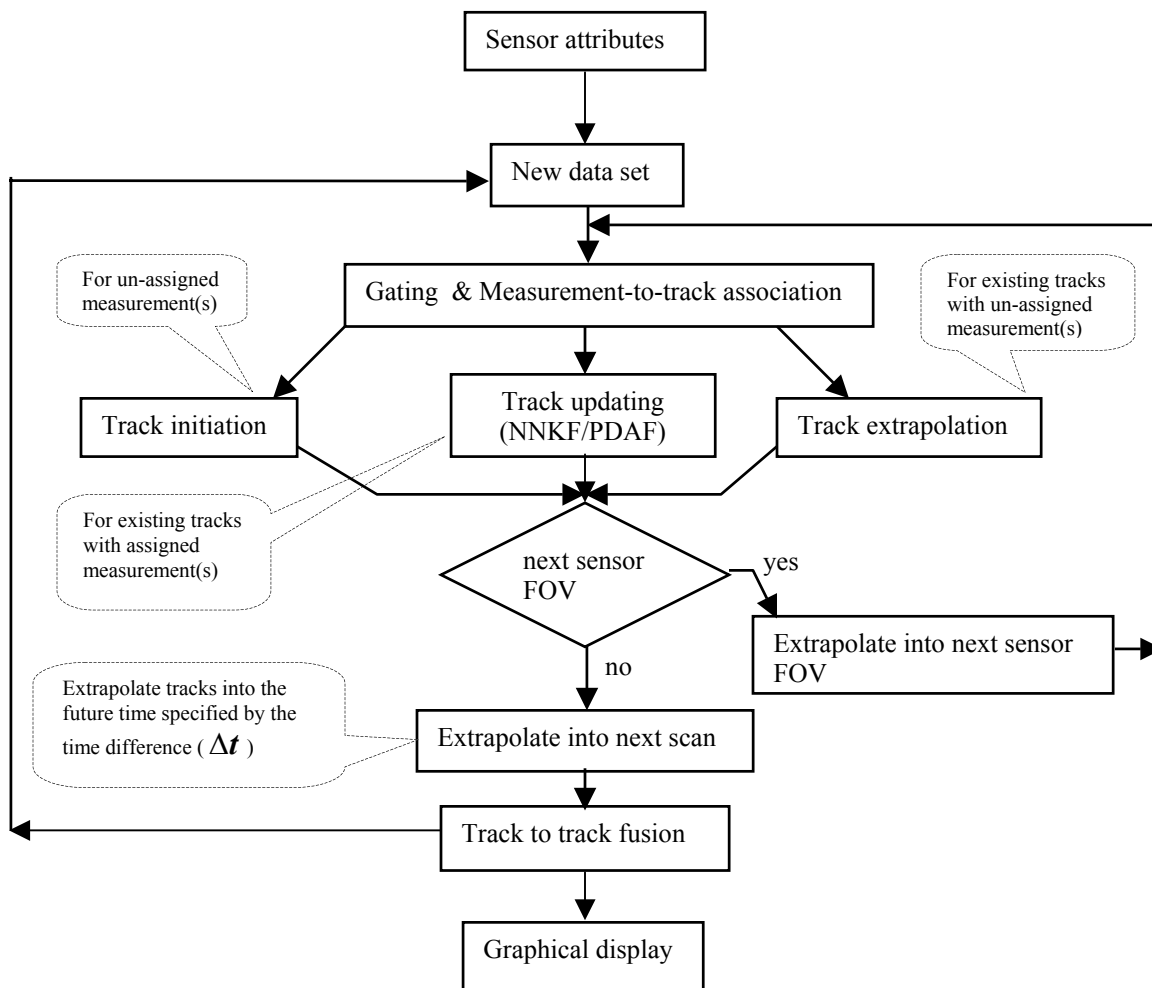 Sensor attributes
New data set
For un-assigned
measurement(s)
Gating & Measurement-to-track association
For existing tracks
with un-assigned
measurement(s)
Track initiation
Track updating
(NNKF/PDAF)
Track extrapolation
For existing tracks
with assigned
measurement(s)
next sensor
FOV
yes
Extrapolate into next sensor
FOV
no
Extrapolate tracks into the
future time specified by the
time difference ( Δt )
Extrapolate into next scan
Track to track fusion
Graphical display